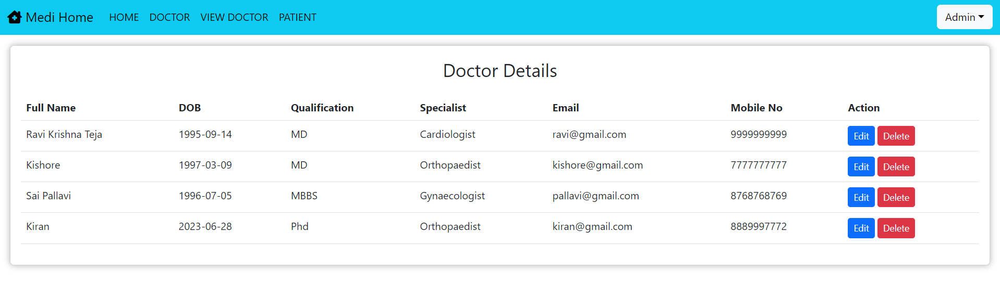 Medi Home HOME DOCTOR VIEW DOCTOR PATIENT Admin
Doctor Details
Full Name DOB Qualification Specialist Email Mobile No Action
Ravi Krishna Teja 1995-09-14 MD Cardiologist ravi@gmail.com 9999999999 Edit Delete
Kishore 1997-03-09 MD Orthopaedist kishore@gmail.com 7777777777 Edit Delete
Sai Pallavi 1996-07-05 MBBS Gynaecologist pallavi@gmail.com 8768768769 Edit Delete
Kiran 2023-06-28 Phd Orthopaedist kiran@gmail.com 8889997772 Edit Delete